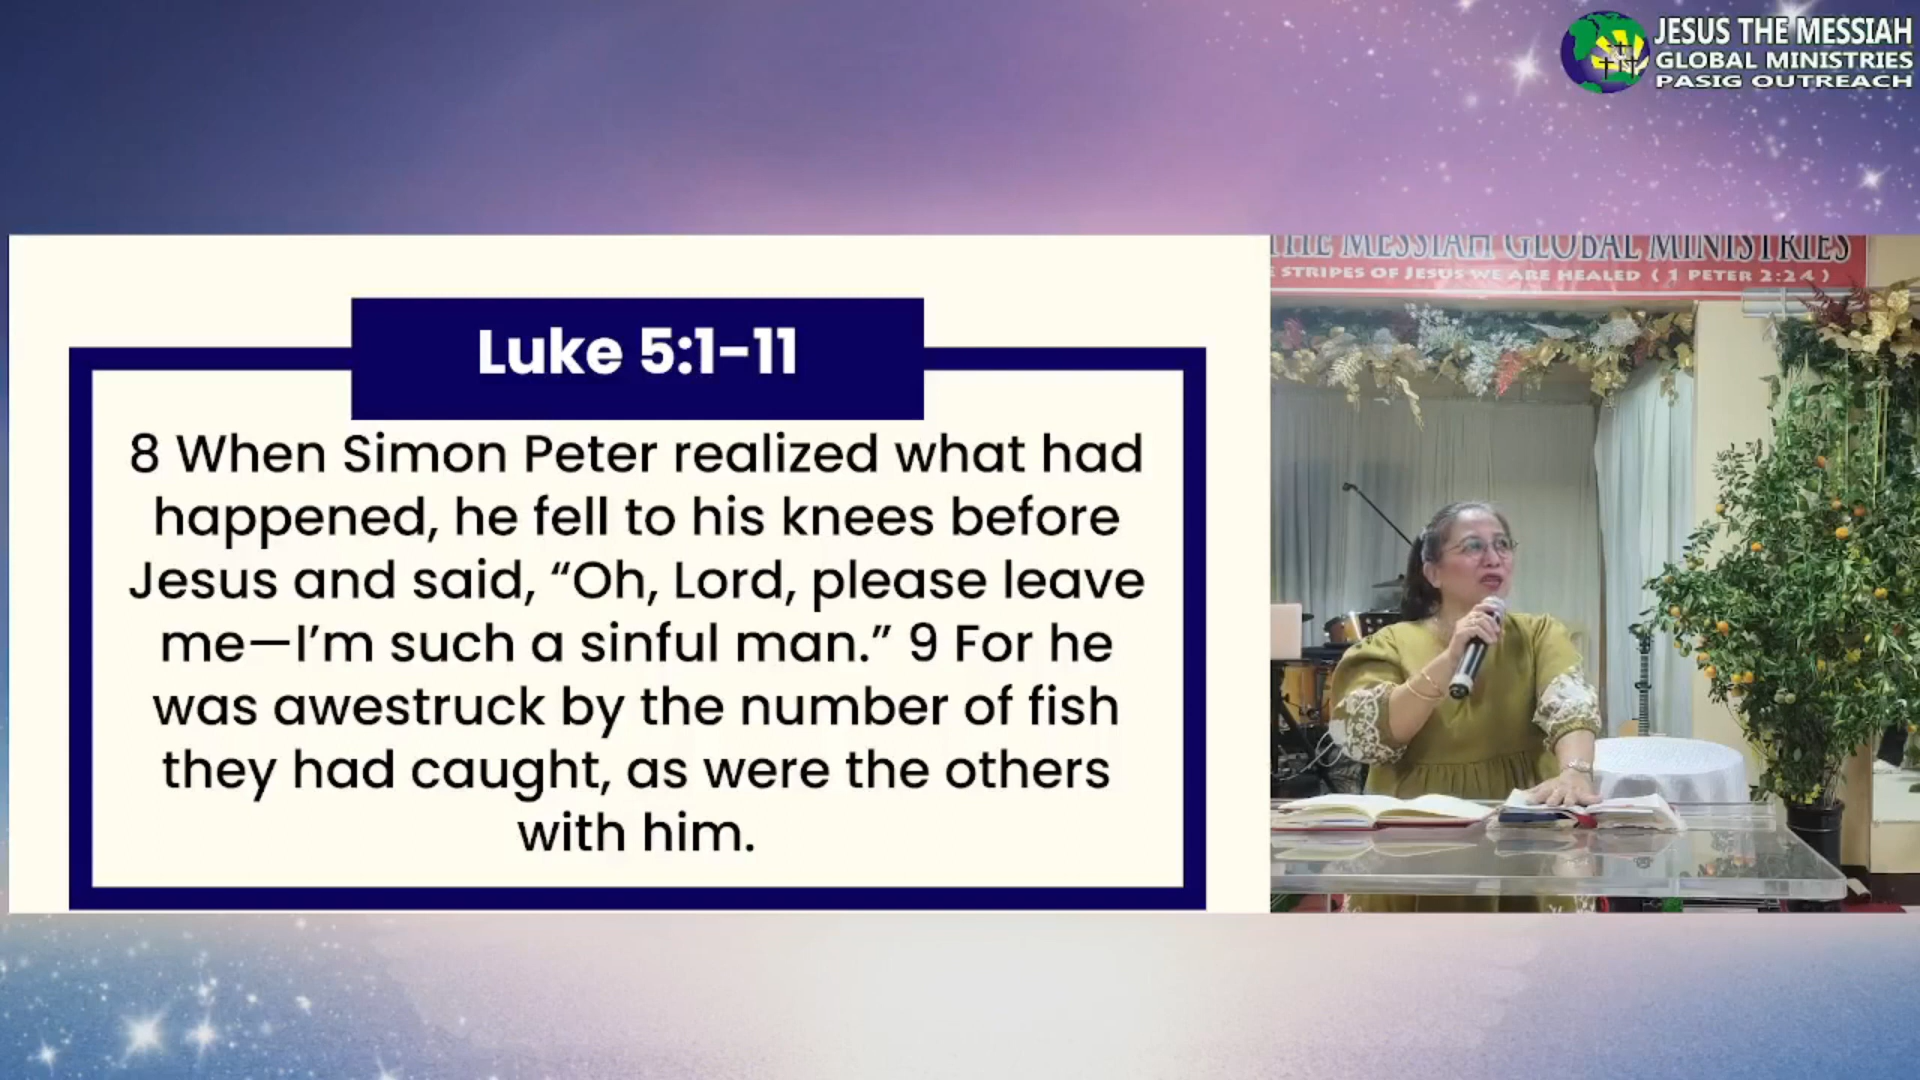 JESUS THE MESSIAH
GLOBAL MINISTRIES
PASIG OUTREACH
THE MESSIAH GLOBAL MINISTRIES
STRIPES OF JESUS WE ARE HEALED ( 1 PETER 2:24 )
Luke 5:1-11
8 When Simon Peter realized what had
happened, he fell to his knees before
Jesus and said, “Oh, Lord, please leave
me—I’m such a sinful man.” 9 For he
was awestruck by the number of fish
they had caught, as were the others
with him.